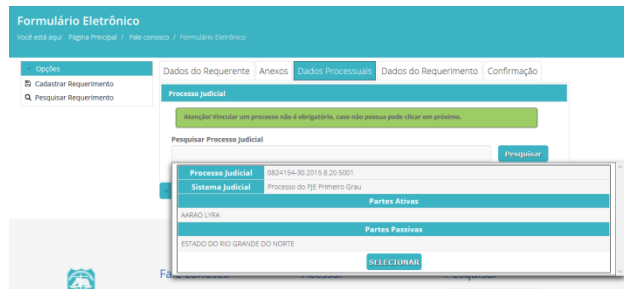 Formulário Eletrônico
Você está aqui: Página Principal / Fale conosco / Formulário Eletrônico
Opções
Cadastrar Requerimento
Pesquisar Requerimento
Dados do Requerente Anexos Dados Processuais Dados do Requerimento Confirmação
Processo Judicial
Atenção! Vincular um processo não é obrigatório, caso não possua pode clicar em próximo.
Pesquisar Processo Judicial
Pesquisar
Processo Judicial 0824154-30.2015.8.20.5001
Sistema Judicial Processo do PJE Primeiro Grau
Partes Ativas
AARAO LYRA
Partes Passivas
ESTADO DO RIO GRANDE DO NORTE
SELECIONAR